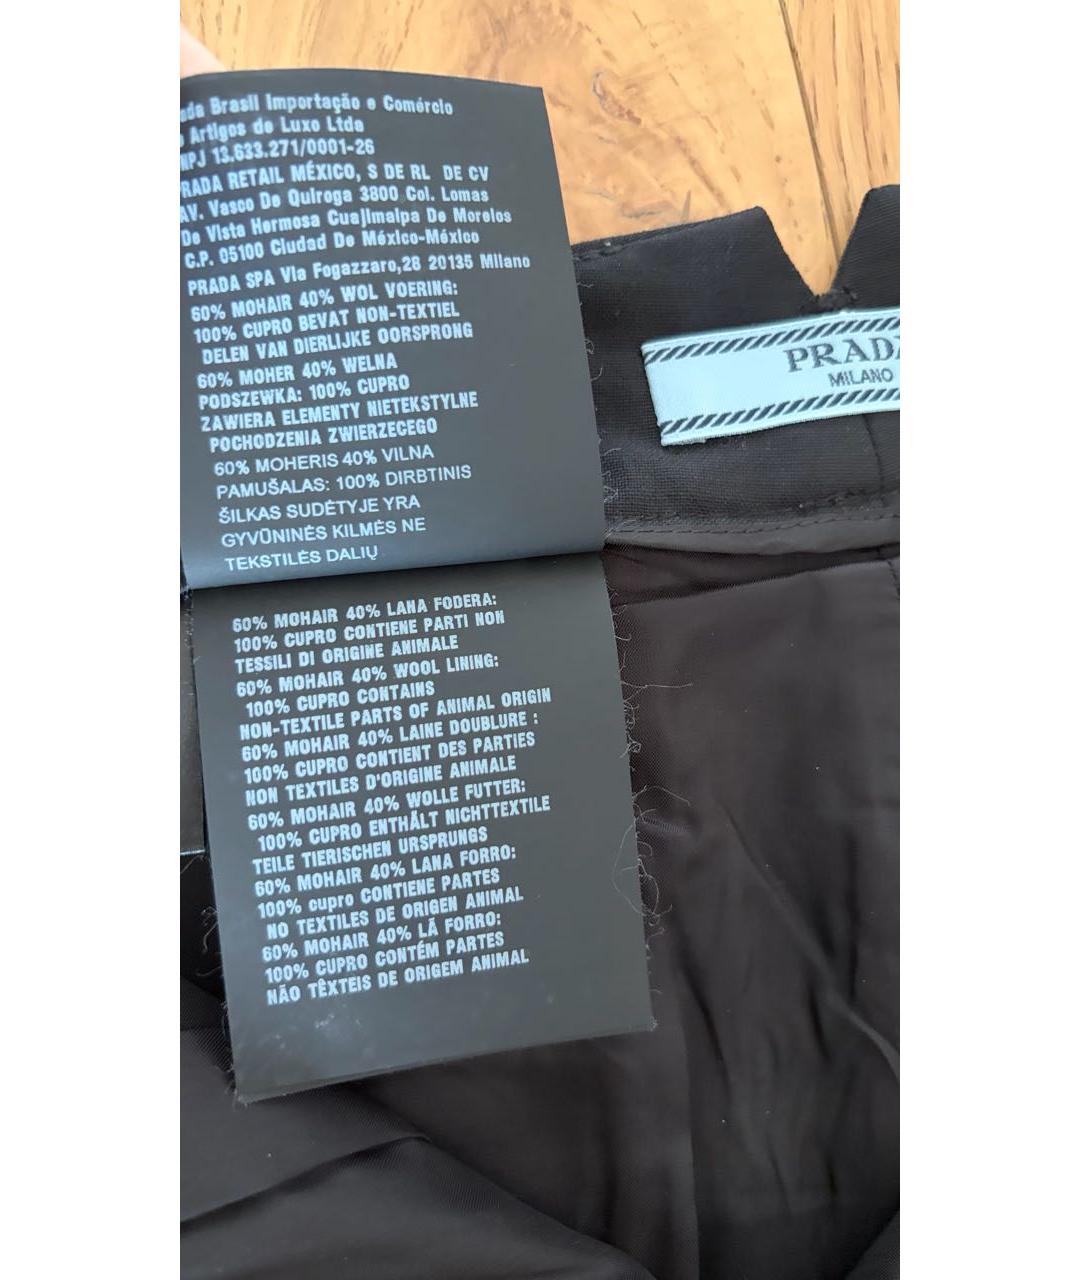 ada Brasil Importação e Comércio
Artigos de Luxo Ltda
NPJ 13.633.271/0001-26
RADA RETAIL MÉXICO, S DE RL DE CV
AV. Vasco De Quiroga 3800 Col. Lomas
De Vista Hermosa Cuajimalpa De Morelos
C.P. 05100 Ciudad De México-México
PRADA SPA Via Fogazzaro,28 20135 Milano
60% MOHAIR 40% WOL VOERING:
100% CUPRO BEVAT NON-TEXTIEL
DELEN VAN DIERLIJKE OORSPRONG
60% MOHER 40% WELNA
PODSZEWKA: 100% CUPRO
ZAWIERA ELEMENTY NIETEKSTYLNE
POCHODZENIA ZWIERZECEGO
60% MOHERIS 40% VILNA
PAMUŠALAS: 100% DIRBTINIS
ŠILKAS SUDĖTYJE YRA
GYVŪNINĖS KILMĖS NE
TEKSTILĖS DALIŲ
PRADA
MILANO
60% MOHAIR 40% LANA FODERA:
100% CUPRO CONTIENE PARTI NON
TESSILI DI ORIGINE ANIMALE
60% MOHAIR 40% WOOL LINING:
100% CUPRO CONTAINS
NON-TEXTILE PARTS OF ANIMAL ORIGIN
60% MOHAIR 40% LAINE DOUBLURE :
100% CUPRO CONTIENT DES PARTIES
NON TEXTILES D'ORIGINE ANIMALE
60% MOHAIR 40% WOLLE FUTTER:
100% CUPRO ENTHÄLT NICHTTEXTILE
TEILE TIERISCHEN URSPRUNGS
60% MOHAIR 40% LANA FORRO:
100% cupro CONTIENE PARTES
NO TEXTILES DE ORIGEN ANIMAL
60% MOHAIR 40% LÃ FORRO:
100% CUPRO CONTÉM PARTES
NÃO TÊXTEIS DE ORIGEM ANIMAL